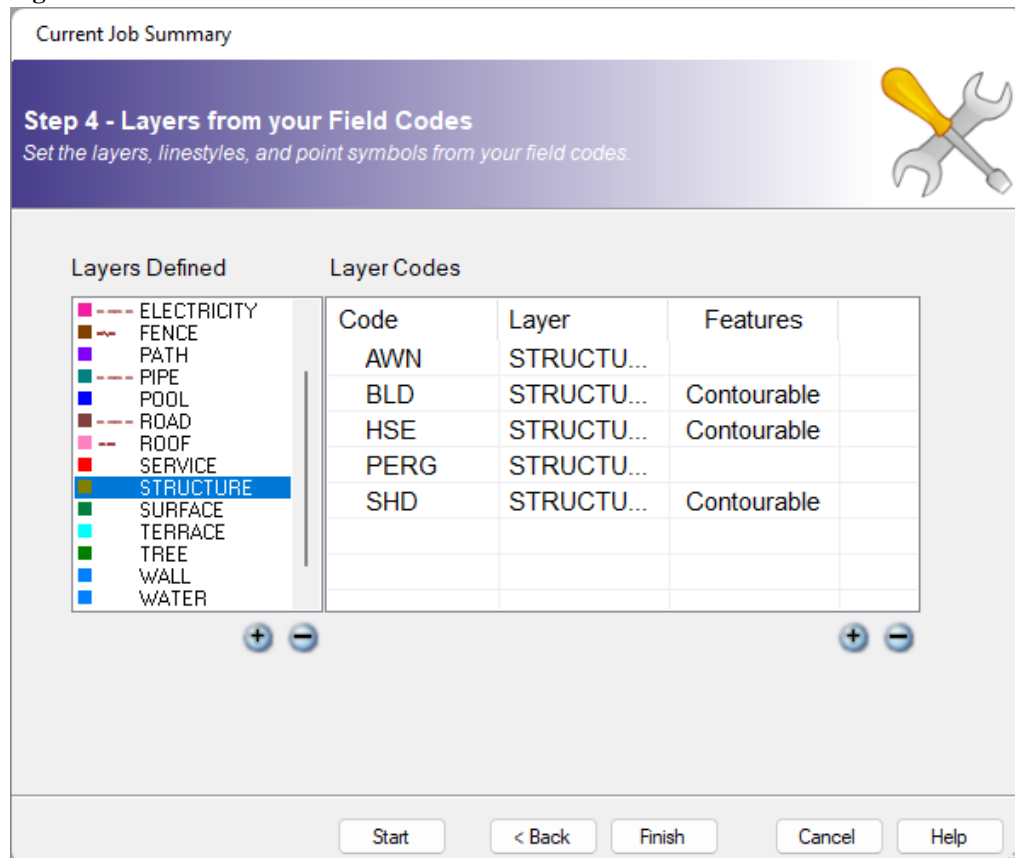 Current Job Summary
Step 4 - Layers from your Field Codes
Set the layers, linestyles, and point symbols from your field codes.
Layers Defined
ELECTRICITY
FENCE
PATH
PIPE
POOL
ROAD
ROOF
SERVICE
STRUCTURE
SURFACE
TERRACE
TREE
WALL
WATER
Layer Codes
Code Layer Features
AWN STRUCTU...
BLD STRUCTU... Contourable
HSE STRUCTU... Contourable
PERG STRUCTU...
SHD STRUCTU... Contourable
Start < Back Finish Cancel Help